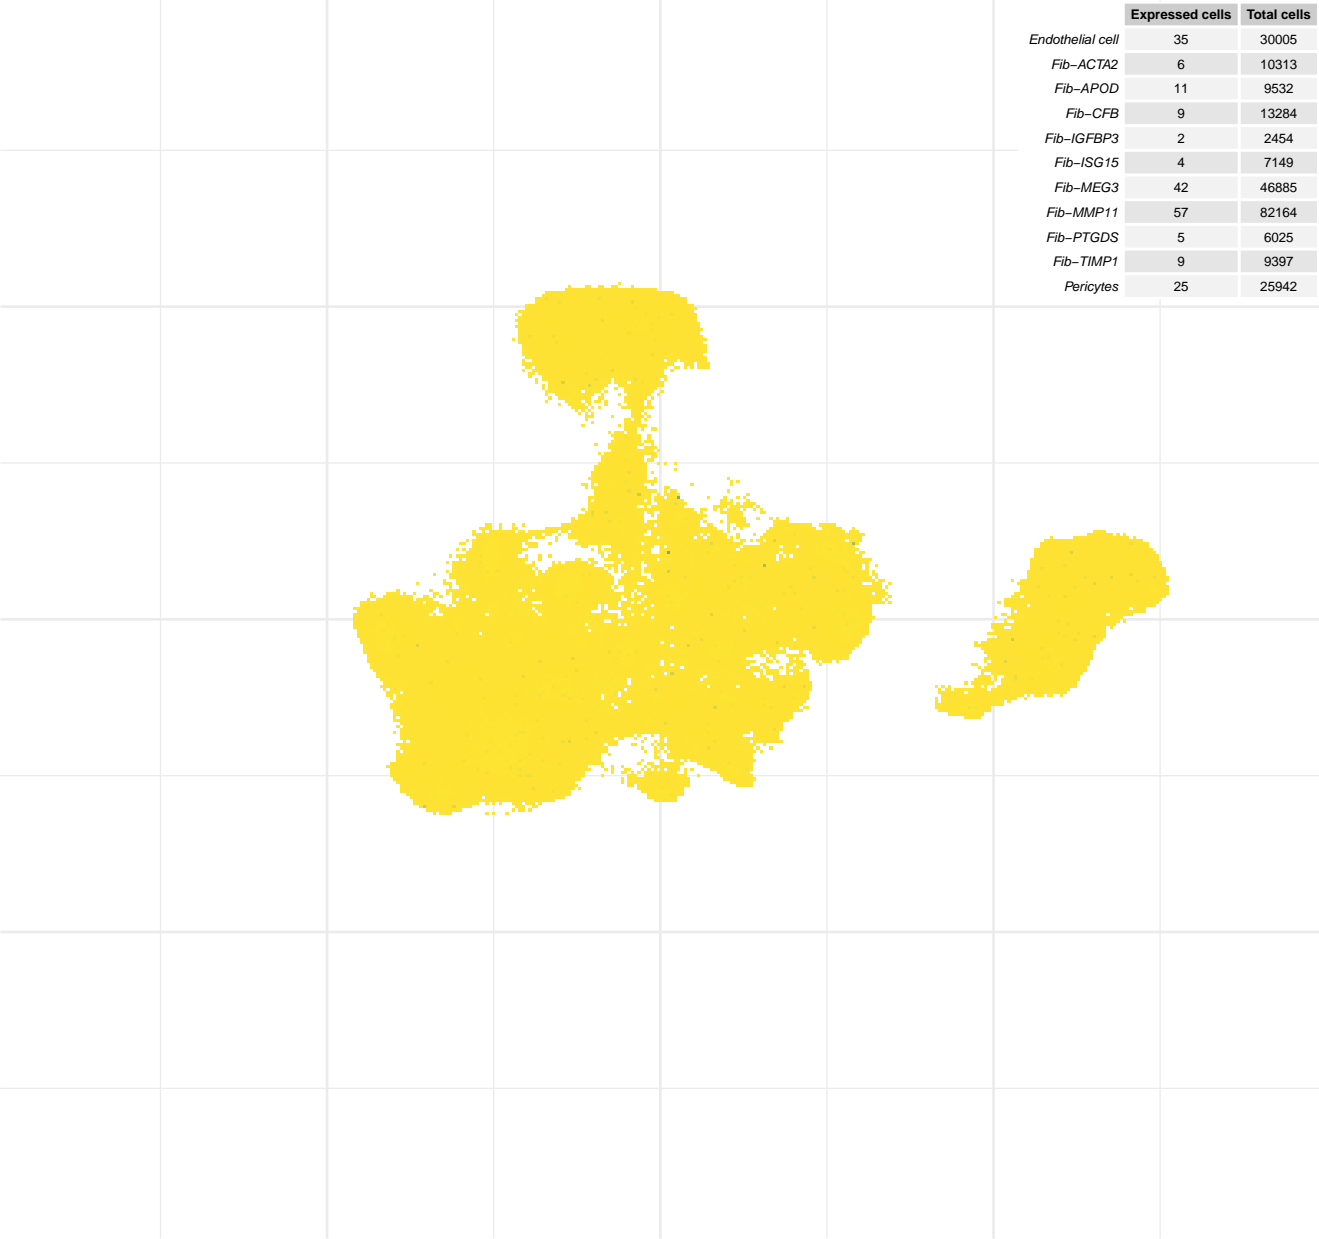 Expressed cells Total cells
Endothelial cell 35 30005
Fib−ACTA2 6 10313
Fib−APOD 11 9532
Fib−CFB 9 13284
Fib−IGFBP3 2 2454
Fib−ISG15 4 7149
Fib−MEG3 42 46885
Fib−MMP11 57 82164
Fib−PTGDS 5 6025
Fib−TIMP1 9 9397
Pericytes 25 25942